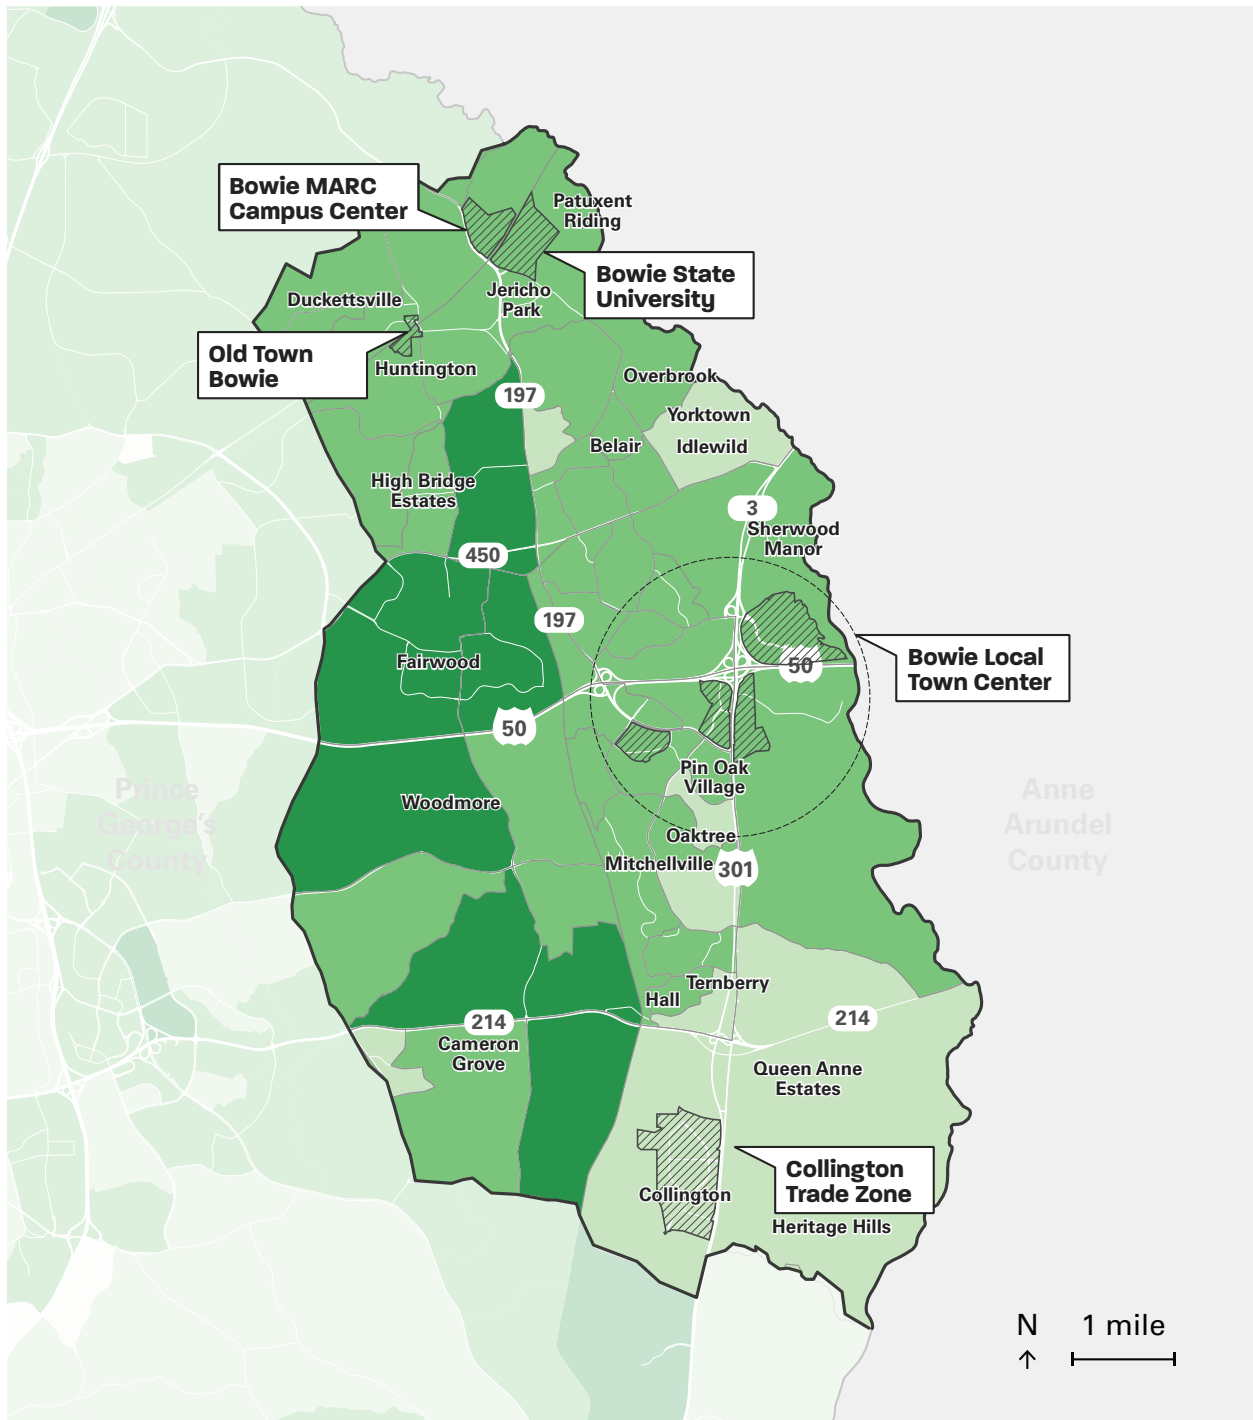 Bowie MARC
Campus Center
Patuxent
Riding
Bowie State
University
Duckettsville
Jericho
Park
Old Town
Bowie
Huntington
197
Overbrook
Yorktown
Belair
Idlewild
High Bridge
Estates
3
Sherwood
Manor
450
197
Fairwood
50
Bowie Local
Town Center
50
Pin Oak
Village
Prince
George's
County
Woodmore
Anne
Arundel
County
Oaktree
Mitchellville
301
Ternberry
Hall
214
214
Cameron
Grove
Queen Anne
Estates
Collington
Trade Zone
Collington
Heritage Hills
N
1 mile